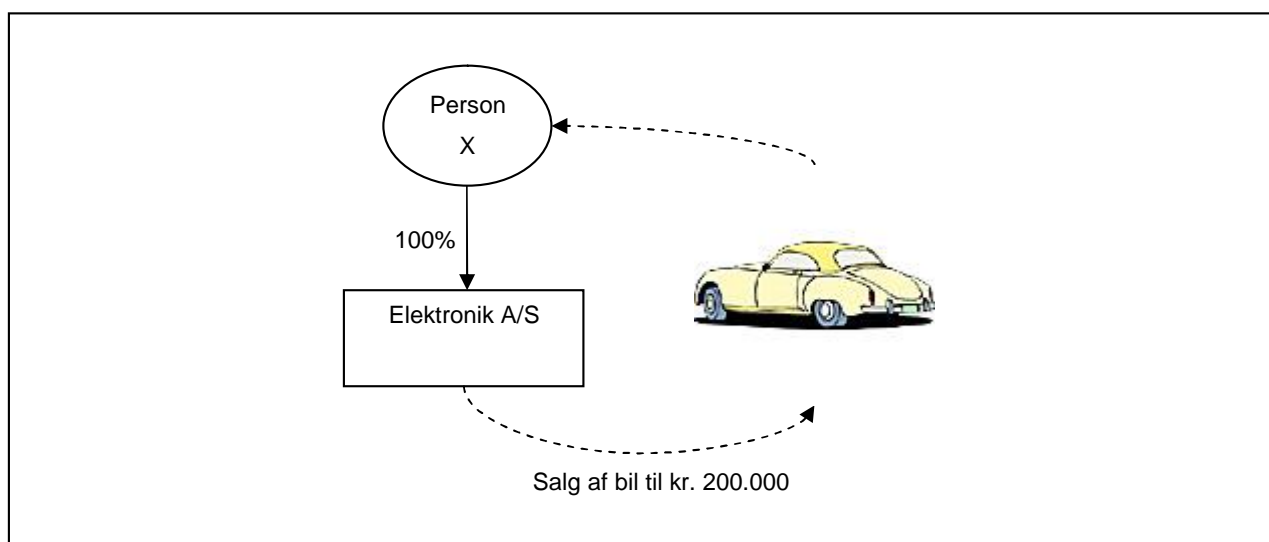 Person
X
100%
Elektronik A/S
Salg af bil til kr. 200.000